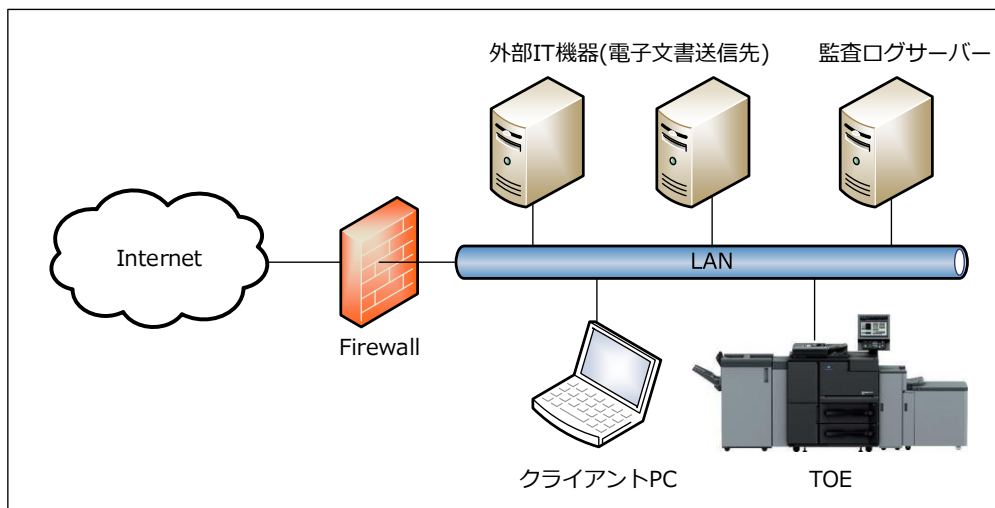 外部IT機器(電子文書送信先)
監査ログサーバー
Internet
LAN
Firewall
クライアントPC
TOE